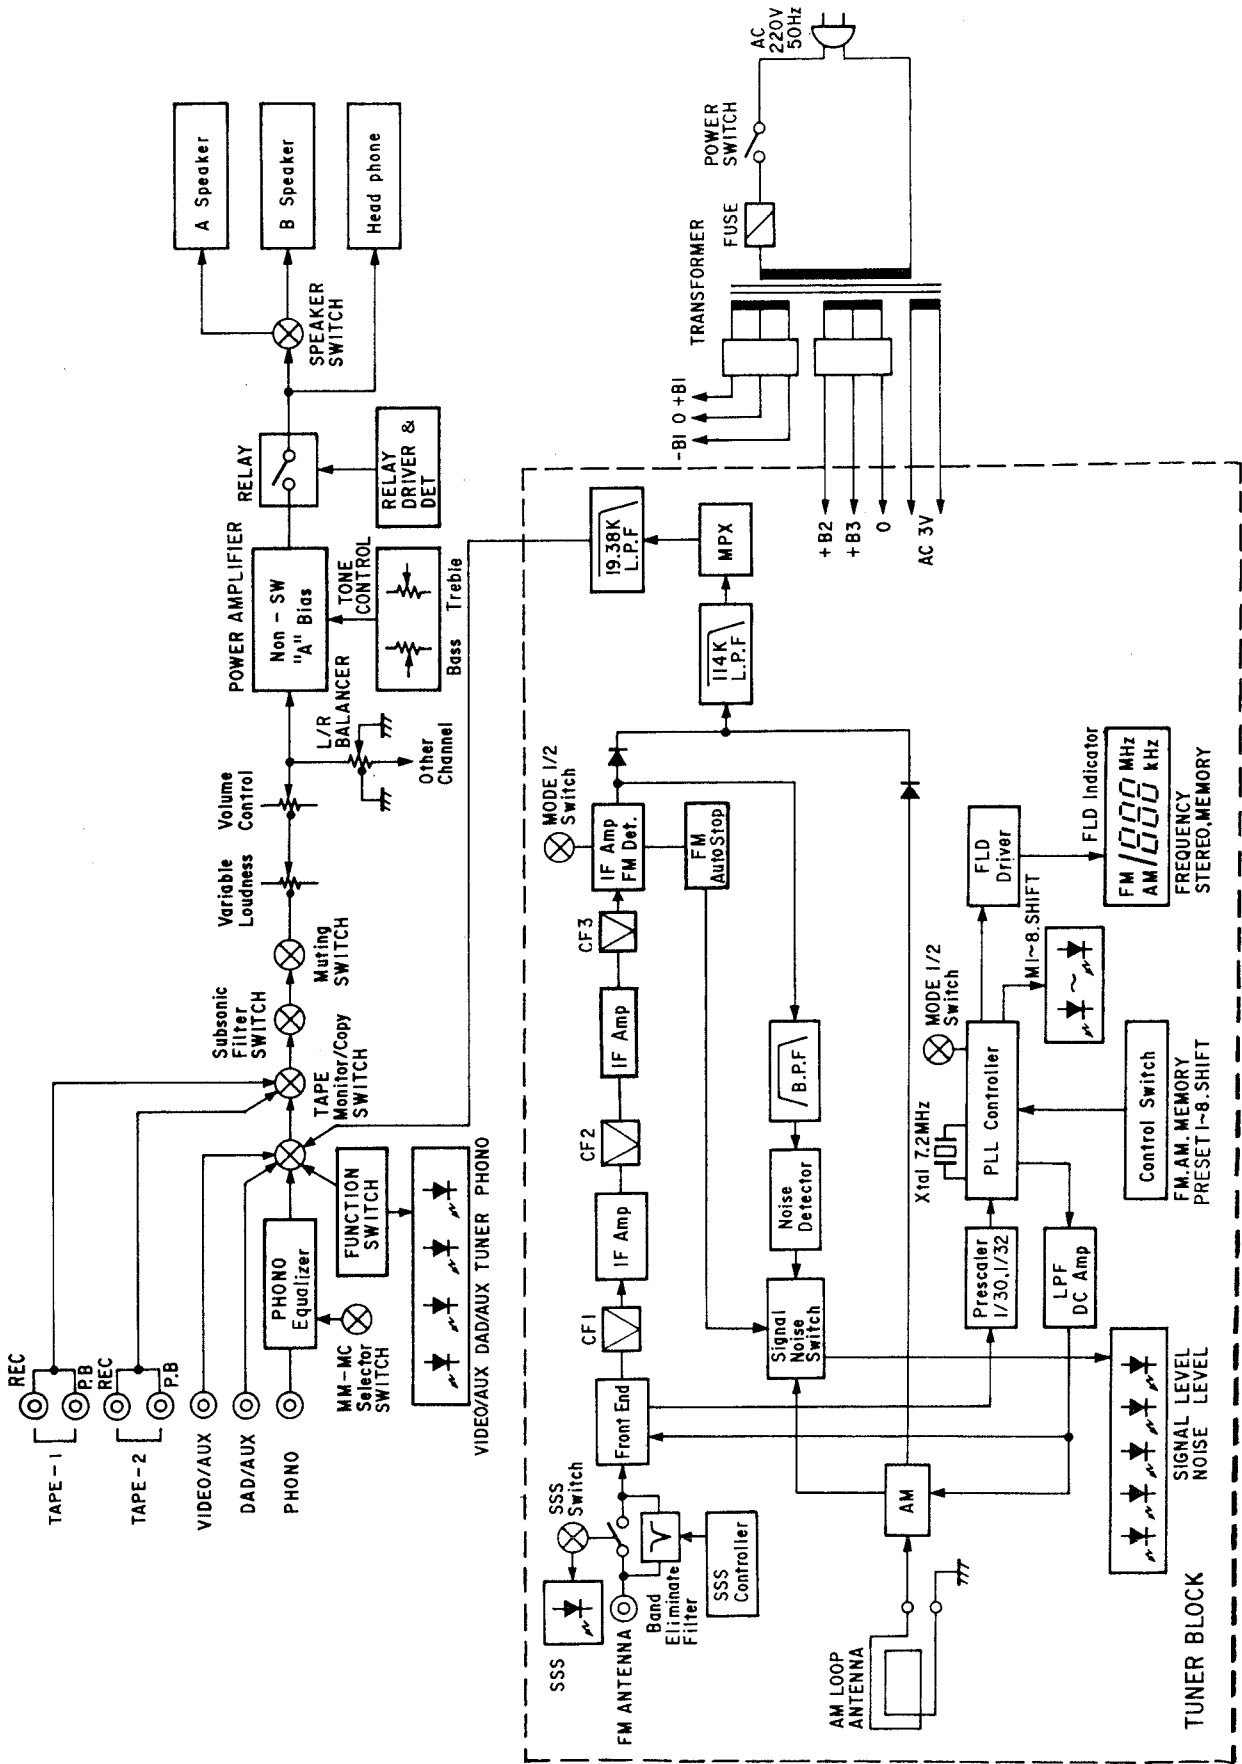 TAPE-1
REC
P.B
TAPE-2
REC
P.B
VIDEO/AUX
DAD/AUX
PHONO
MM-MC
Selector
SWITCH
PHONO
Equalizer
FUNCTION
SWITCH
VIDEO/AUX DAD/AUX TUNER PHONO
TAPE
Monitor/Copy
SWITCH
Subsonic
Filter
SWITCH
Muting
SWITCH
Variable
Loudness
Volume
Control
L/R
BALANCER
Other
Channel
POWER AMPLIFIER
Non-SW
"A" Bias
TONE
CONTROL
Bass
Treble
RELAY
RELAY
DRIVER &
DET
SPEAKER
SWITCH
A Speaker
B Speaker
Head phone
SSS
SSS
Switch
FM ANTENNA
Band
Eliminate
Filter
SSS
Controller
Front End
CF1
IF Amp
CF2
IF Amp
CF3
IF Amp
FM Det.
MODE 1/2
Switch
FM
AutoStop
Signal
Noise
Switch
Noise
Detector
B.P.F
114K
L.P.F
MPX
19.38K
L.P.F
AM LOOP
ANTENNA
AM
Prescaler
1/30.1/32
LPF
DC Amp
Xtal 7.2MHz
PLL Controller
MODE 1/2
Switch
Control Switch
FM.AM.MEMORY
PRESET1~8.SHIFT
M1~8.SHIFT
~
FLD
Driver
FLD Indicator
FM 1888 MHz
AM 1888 kHz
FREQUENCY
STEREO,MEMORY
SIGNAL LEVEL
NOISE LEVEL
TUNER BLOCK
TRANSFORMER
-B1 0 +B1
+B2
+B3
0
AC 3V
FUSE
POWER
SWITCH
AC
220V
50Hz